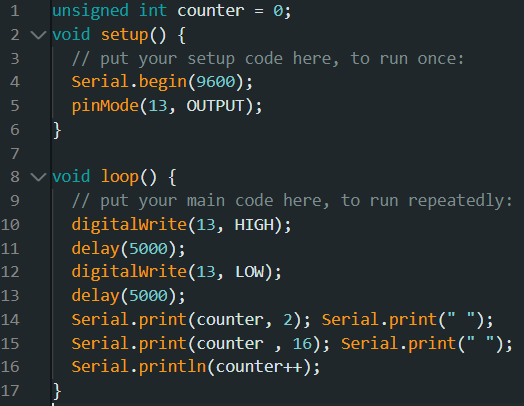 1 unsigned int counter = 0;
2 void setup() {
3 // put your setup code here, to run once:
4 Serial.begin(9600);
5 pinMode(13, OUTPUT);
6 }
7
8 void loop() {
9 // put your main code here, to run repeatedly:
10 digitalWrite(13, HIGH);
11 delay(5000);
12 digitalWrite(13, LOW);
13 delay(5000);
14 Serial.print(counter, 2); Serial.print(" ");
15 Serial.print(counter , 16); Serial.print(" ");
16 Serial.println(counter++);
17 }